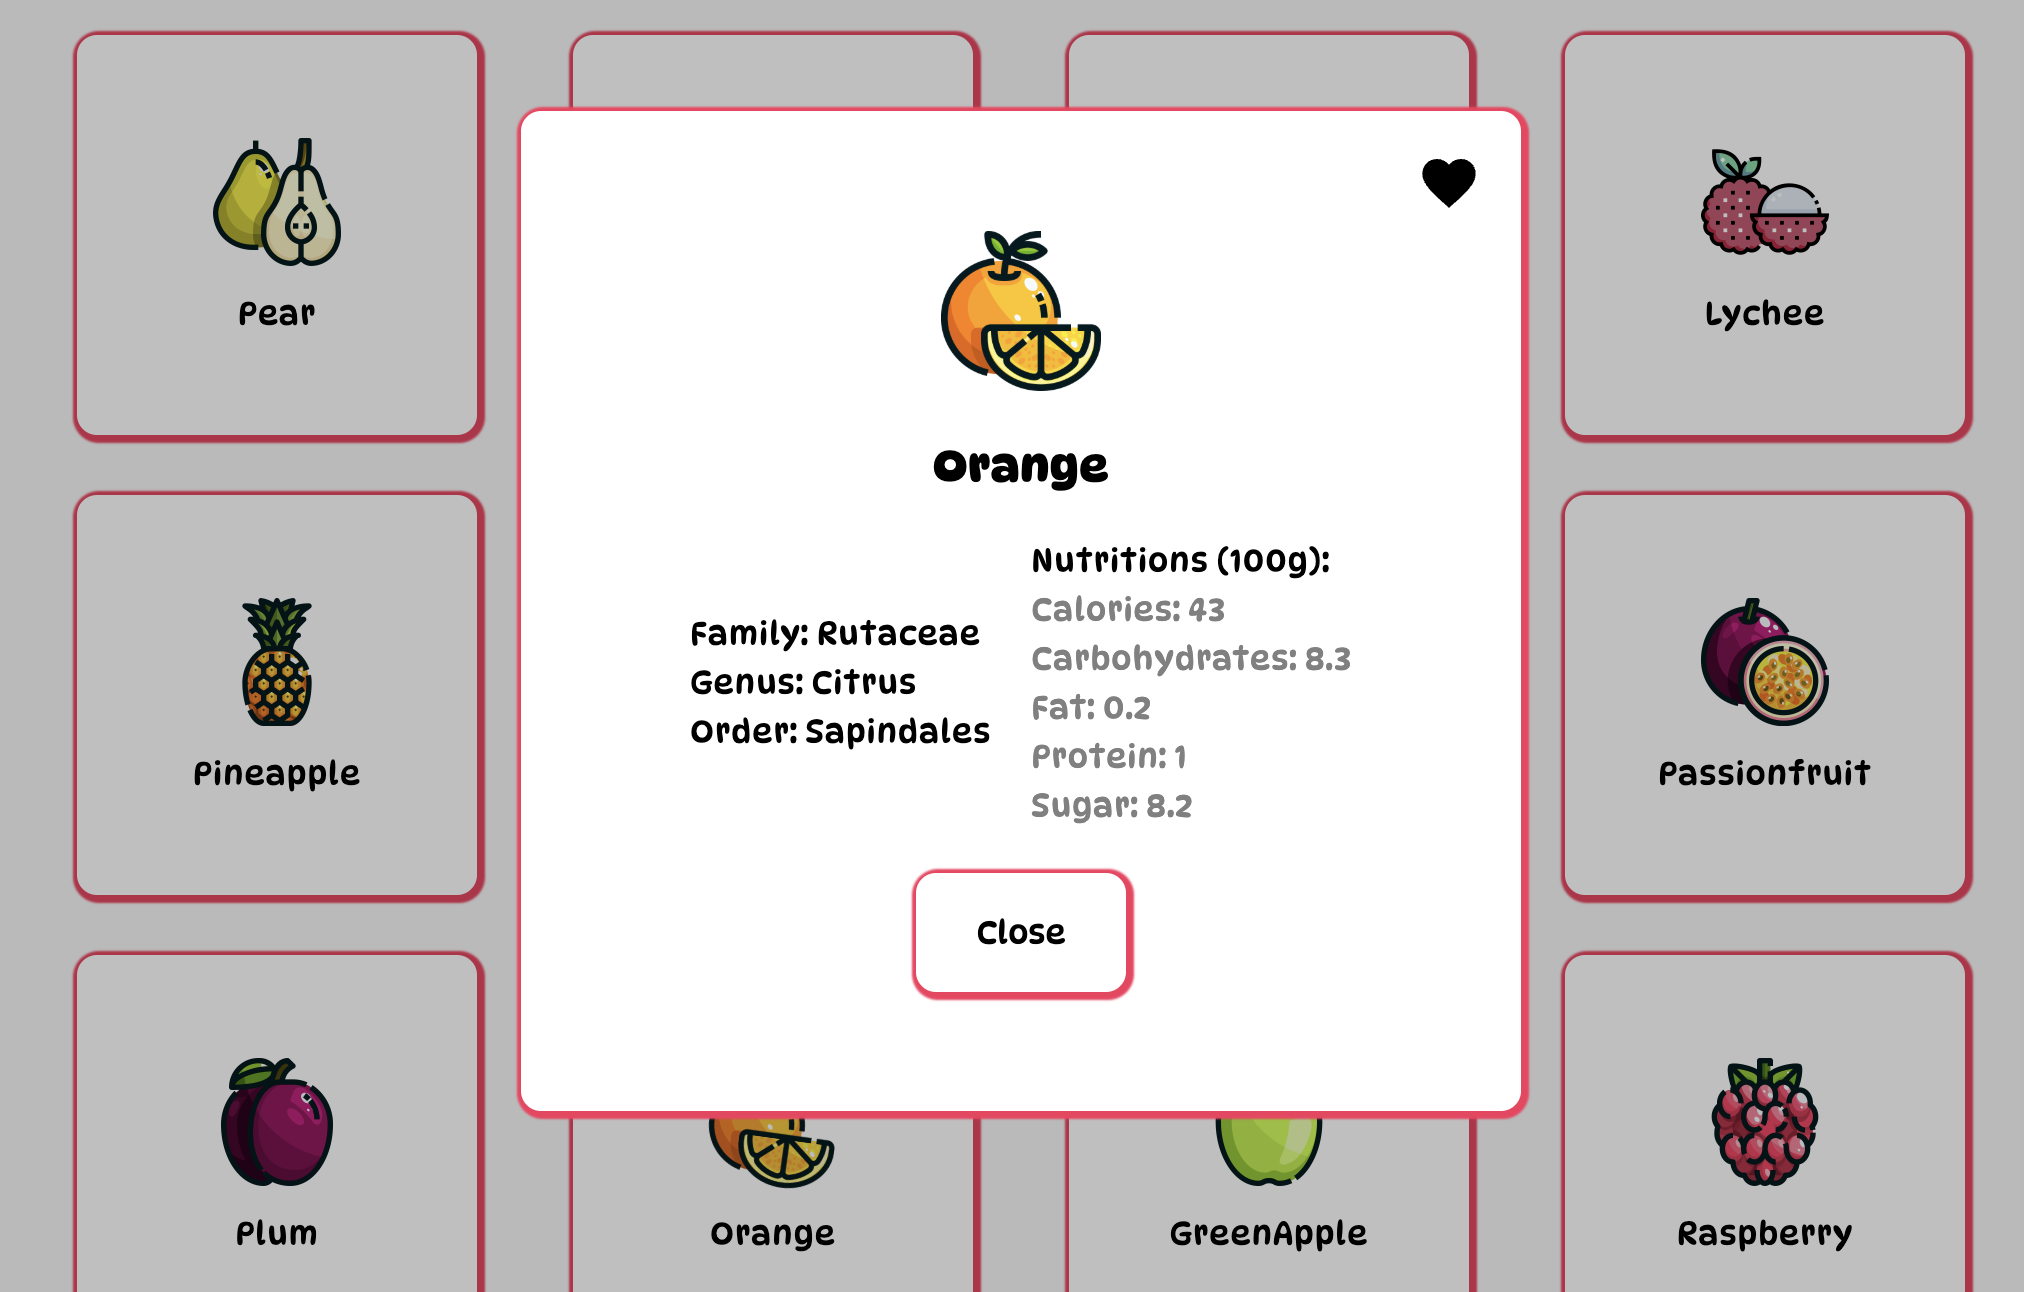 Pear
Lychee
Orange
Family: Rutaceae
Genus: Citrus
Order: Sapindales
Nutritions (100g):
Calories: 43
Carbohydrates: 8.3
Fat: 0.2
Protein: 1
Sugar: 8.2
Close
Pineapple
Passionfruit
Plum
Orange
GreenApple
Raspberry